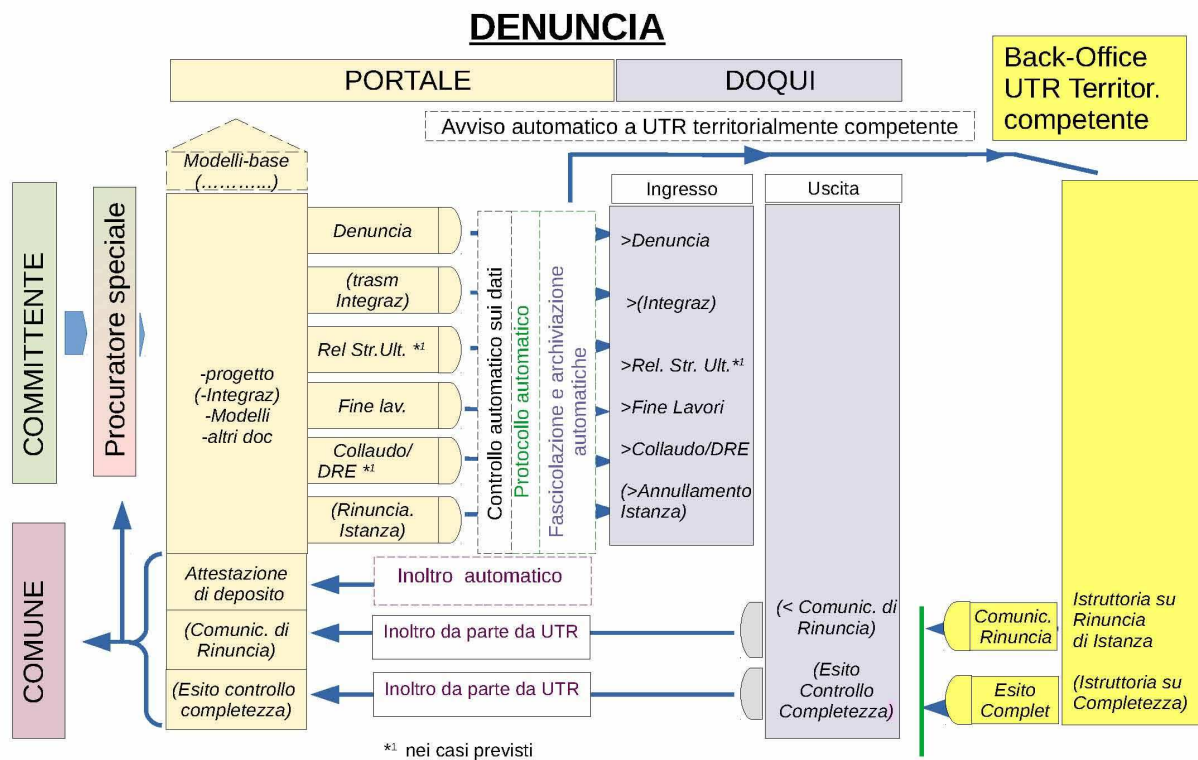 DENUNCIA
PORTALE
DOQUI
Back-Office
UTR Territor.
competente
Avviso automatico a UTR territorialmente competente
Modelli-base
(………...)
Ingresso
Uscita
COMMITTENTE
Procuratore speciale
COMUNE
-progetto
(-Integraz)
-Modelli
-altri doc
Denuncia
(trasm
Integraz)
Rel Str.Ult. *1
Fine lav.
Collaudo/
DRE *1
(Rinuncia.
Istanza)
Controllo automatico sui dati
Protocollo automatico
Fascicolazione e archiviazione
automatiche
>Denuncia
>(Integraz)
>Rel. Str. Ult.*1
>Fine Lavori
>Collaudo/DRE
(>Annullamento
Istanza)
Attestazione
di deposito
Inoltro automatico
(Comunic. di
Rinuncia)
Inoltro da parte da UTR
(< Comunic. di
Rinuncia)
Comunic.
Rinuncia
Istruttoria su
Rinuncia
di Istanza
(Esito controllo
completezza)
Inoltro da parte da UTR
(Esito
Controllo
Completezza)
Esito
Complet
(Istruttoria su
Completezza)
*1 nei casi previsti